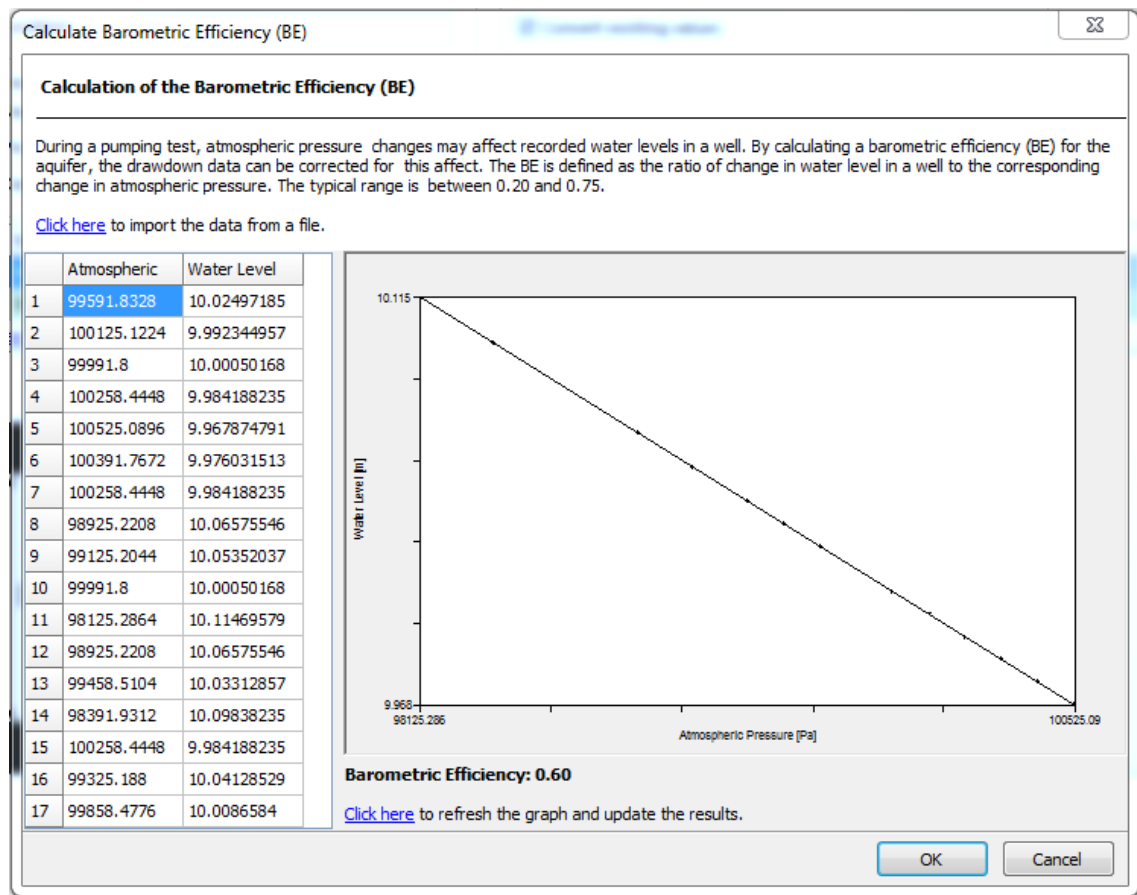 Calculate Barometric Efficiency (BE)
Calculation of the Barometric Efficiency (BE)
During a pumping test, atmospheric pressure changes may affect recorded water levels in a well. By calculating a barometric efficiency (BE) for the
aquifer, the drawdown data can be corrected for this affect. The BE is defined as the ratio of change in water level in a well to the corresponding
change in atmospheric pressure. The typical range is between 0.20 and 0.75.
Click here to import the data from a file.
Atmospheric Water Level
1 99591.8328 10.02497185
2 100125.1224 9.992344957
3 99991.8 10.00050168
4 100258.4448 9.984188235
5 100525.0896 9.967874791
6 100391.7672 9.976031513
7 100258.4448 9.984188235
8 98925.2208 10.06575546
9 99125.2044 10.05352037
10 99991.8 10.00050168
11 98125.2864 10.11469579
12 98925.2208 10.06575546
13 99458.5104 10.03312857
14 98391.9312 10.09838235
15 100258.4448 9.984188235
16 99325.188 10.04128529
17 99858.4776 10.0086584
10.115
Water Level [m]
9.968
98125.286
100525.09
Atmospheric Pressure [Pa]
Barometric Efficiency: 0.60
Click here to refresh the graph and update the results.
OK
Cancel